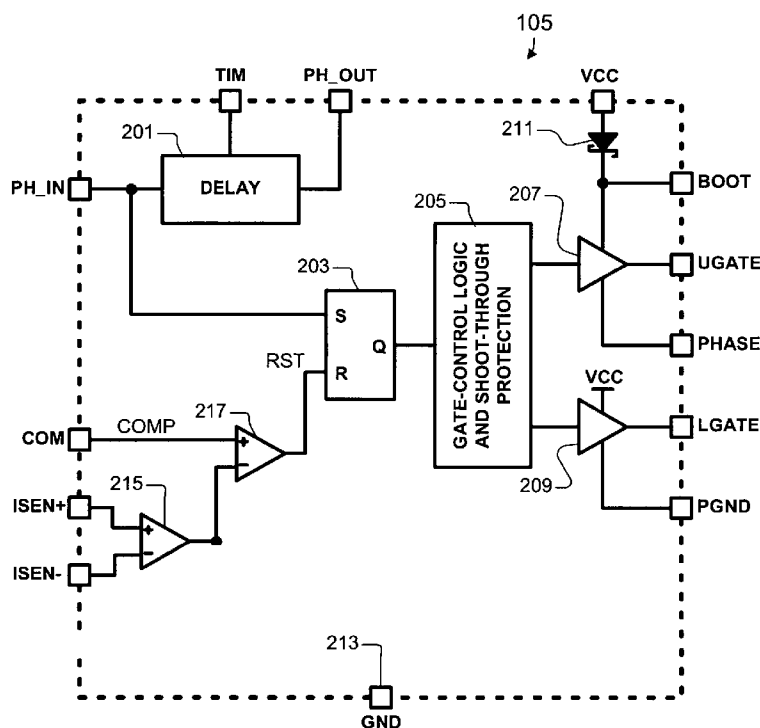 105
TIM
PH_OUT
VCC
201
211
PH_IN
DELAY
BOOT
205
207
203
UGATE
S
Q
R
RST
GATE-CONTROL LOGIC
AND SHOOT-THROUGH
PROTECTION
PHASE
VCC
217
COM
COMP
+
−
LGATE
209
ISEN+
215
+
−
PGND
ISEN-
213
GND